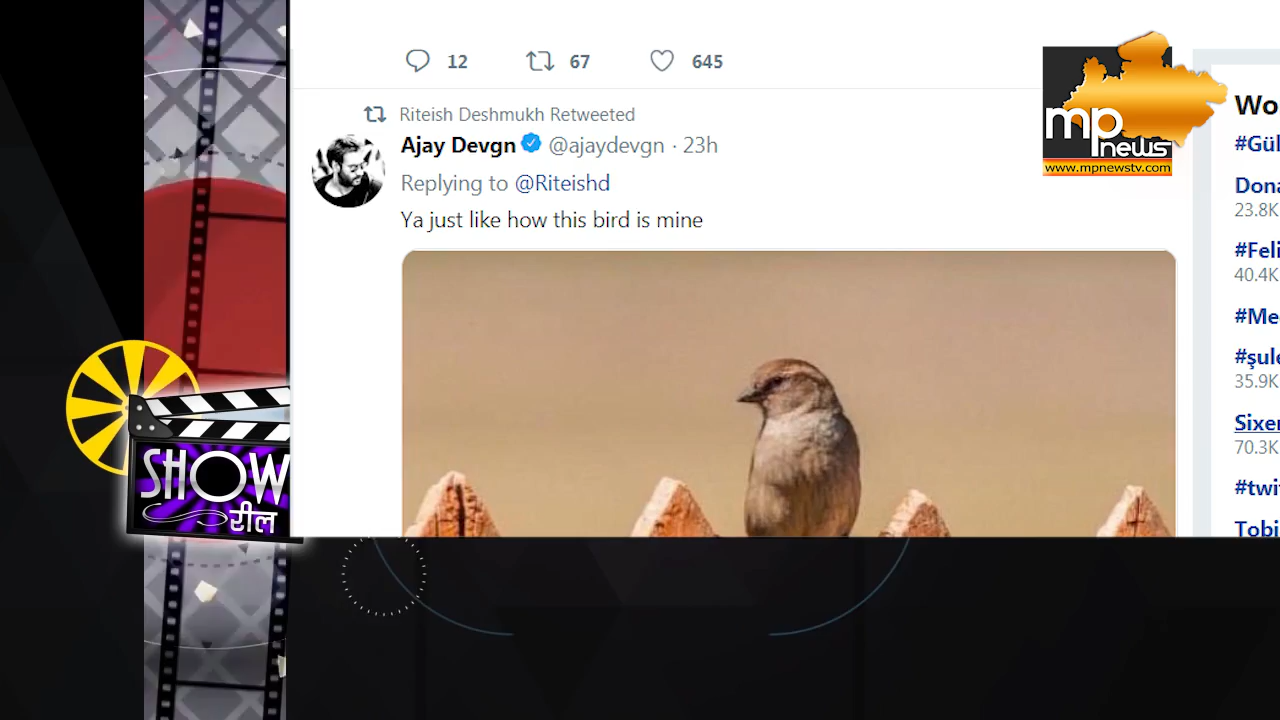 12 67 645
Riteish Deshmukh Retweeted
Ajay Devgn @ajaydevgn · 23h
Replying to @Riteishd
Ya just like how this bird is mine
mp
news
www.mpnewstv.com
23.8K
40.4K
35.9K
70.3K
SHOW
रील